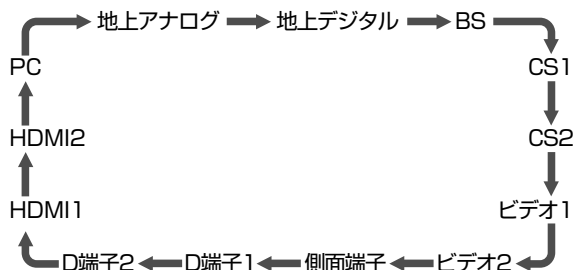 地上アナログ 地上デジタル BS
PC CS1
HDMI2 CS2
HDMI1 ビデオ1
D端子2 D端子1 側面端子 ビデオ2